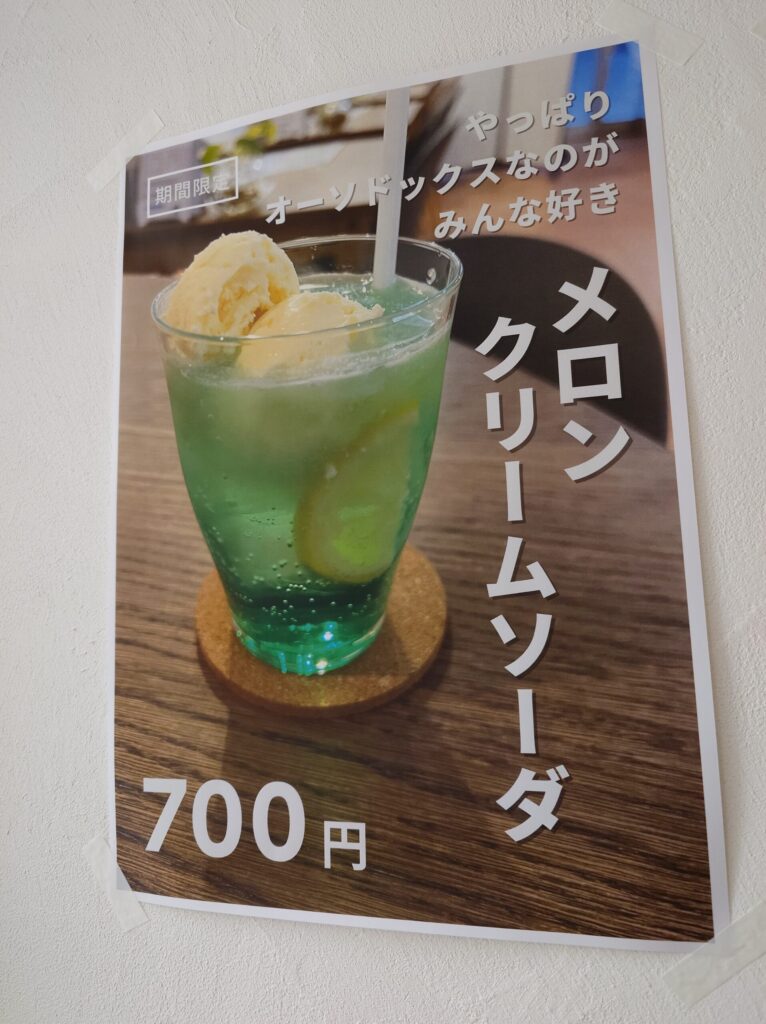 期間限定
やっぱり
オーソドックスなのが
みんな好き
メロン
クリームソーダ
700円